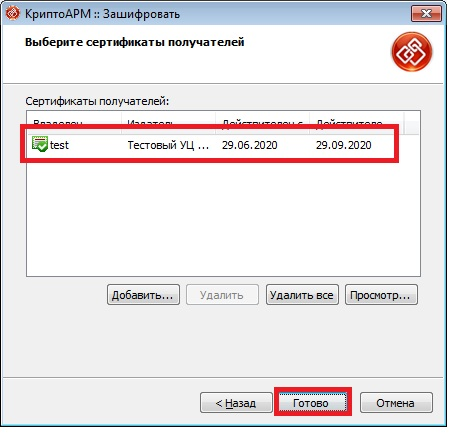 КриптоАРМ :: Зашифровать
Выберите сертификаты получателей
Сертификаты получателей:
Владелец Издатель Действителен с Действителен
test Тестовый УЦ ... 29.06.2020 29.09.2020
Добавить... Удалить Удалить все Просмотр...
< Назад Готово Отмена